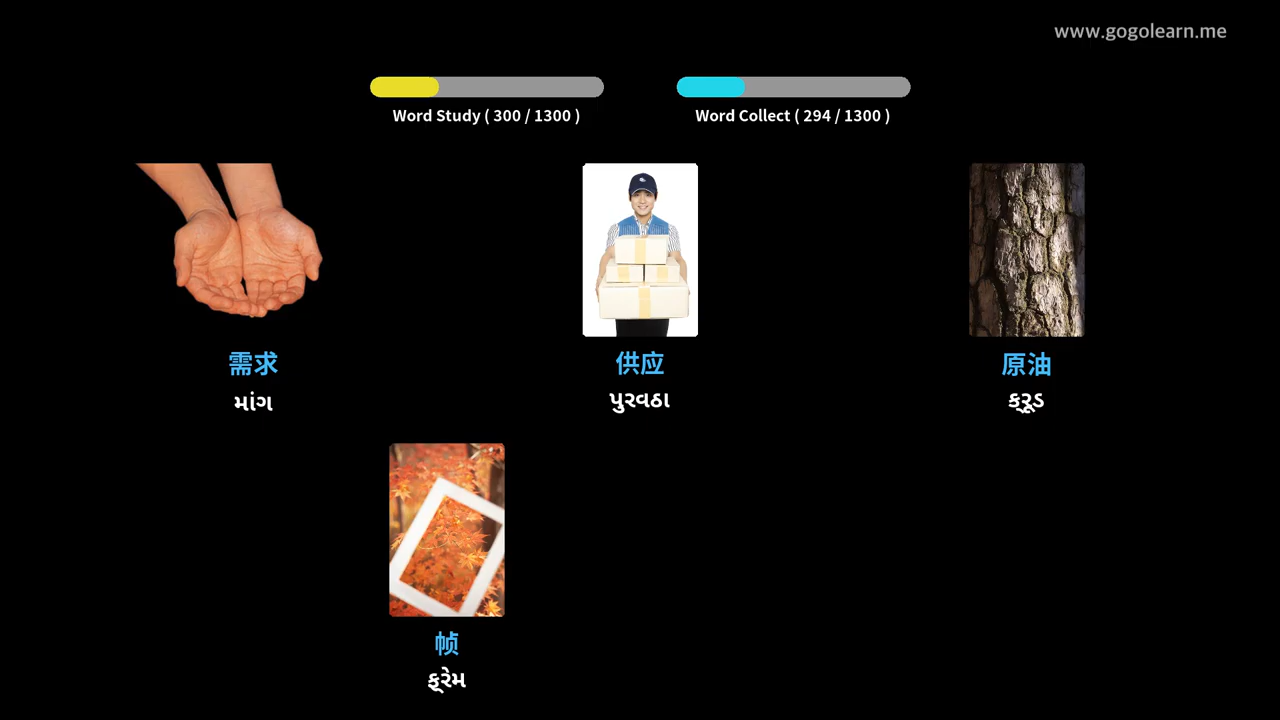 www.gogolearn.me
Word Study ( 300 / 1300 )
Word Collect ( 294 / 1300 )
需求
માંગ
供应
પુરવઠા
原油
ક્રૂડ
帧
ફ્રેમ